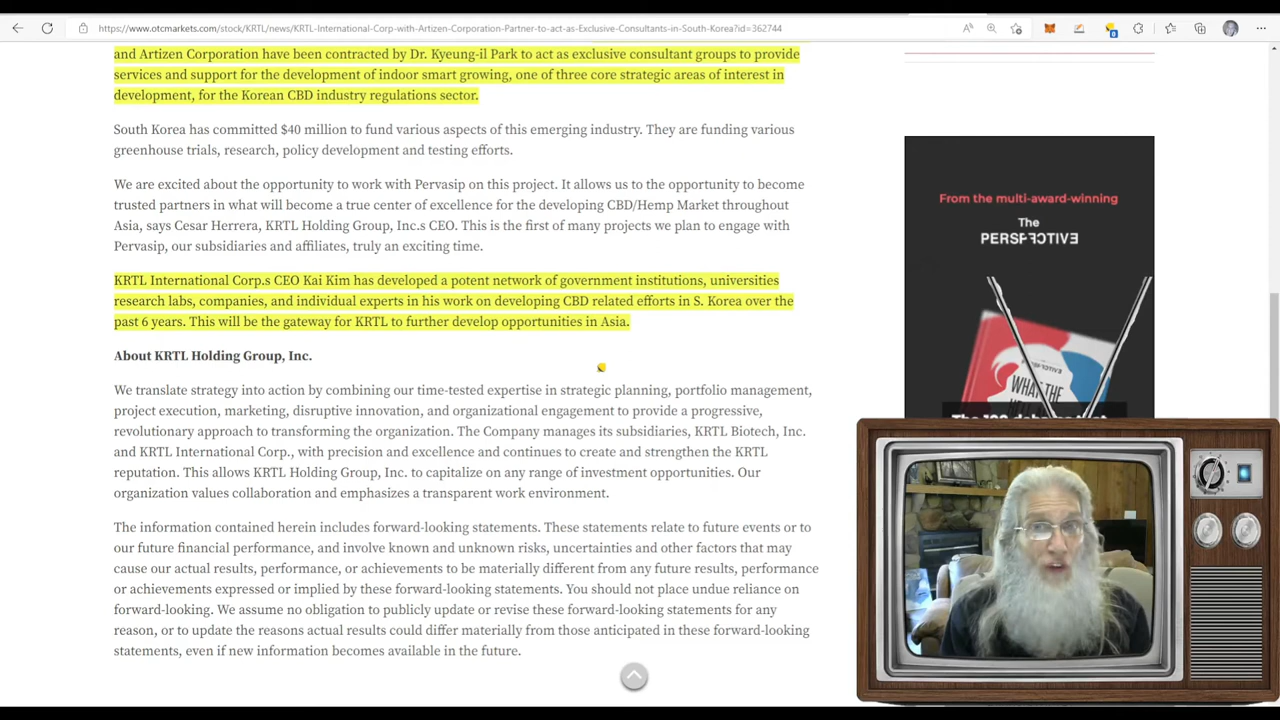 https://www.otcmarkets.com/stock/KRTL/news/KRTL-International-Corp-with-Artizen-Corporation-Partner-to-act-as-Exclusive-Consultants-in-South-Korea?id=362744
and Artizen Corporation have been contracted by Dr. Kyeung-il Park to act as exclusive consultant groups to provide
services and support for the development of indoor smart growing, one of three core strategic areas of interest in
development, for the Korean CBD industry regulations sector.
South Korea has committed $40 million to fund various aspects of this emerging industry. They are funding various
greenhouse trials, research, policy development and testing efforts.
We are excited about the opportunity to work with Pervasip on this project. It allows us to the opportunity to become
trusted partners in what will become a true center of excellence for the developing CBD/Hemp Market throughout
Asia, says Cesar Herrera, KRTL Holding Group, Inc.s CEO. This is the first of many projects we plan to engage with
Pervasip, our subsidiaries and affiliates, truly an exciting time.
KRTL International Corp.s CEO Kai Kim has developed a potent network of government institutions, universities
research labs, companies, and individual experts in his work on developing CBD related efforts in S. Korea over the
past 6 years. This will be the gateway for KRTL to further develop opportunities in Asia.
About KRTL Holding Group, Inc.
We translate strategy into action by combining our time-tested expertise in strategic planning, portfolio management,
project execution, marketing, disruptive innovation, and organizational engagement to provide a progressive,
revolutionary approach to transforming the organization. The Company manages its subsidiaries, KRTL Biotech, Inc.
and KRTL International Corp., with precision and excellence and continues to create and strengthen the KRTL
reputation. This allows KRTL Holding Group, Inc. to capitalize on any range of investment opportunities. Our
organization values collaboration and emphasizes a transparent work environment.
The information contained herein includes forward-looking statements. These statements relate to future events or to
our future financial performance, and involve known and unknown risks, uncertainties and other factors that may
cause our actual results, performance, or achievements to be materially different from any future results, performance
or achievements expressed or implied by these forward-looking statements. You should not place undue reliance on
forward-looking. We assume no obligation to publicly update or revise these forward-looking statements for any
reason, or to update the reasons actual results could differ materially from those anticipated in these forward-looking
statements, even if new information becomes available in the future.
From the multi-award-winning
The
PERSPECTIVE
WHAT THE